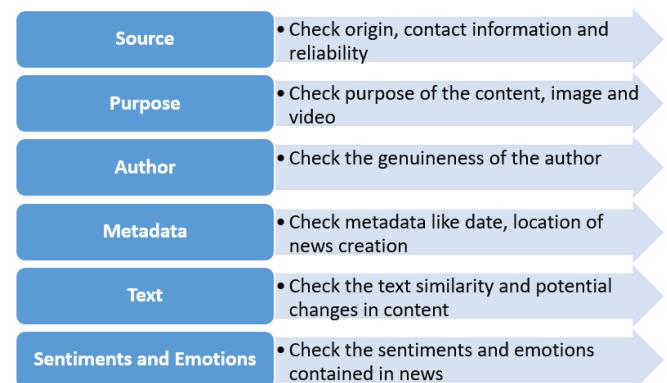 Source
• Check origin, contact information and
reliability
Purpose
• Check purpose of the content, image and
video
Author
• Check the genuineness of the author
Metadata
• Check metadata like date, location of
news creation
Text
• Check the text similarity and potential
changes in content
Sentiments and Emotions
• Check the sentiments and emotions
contained in news